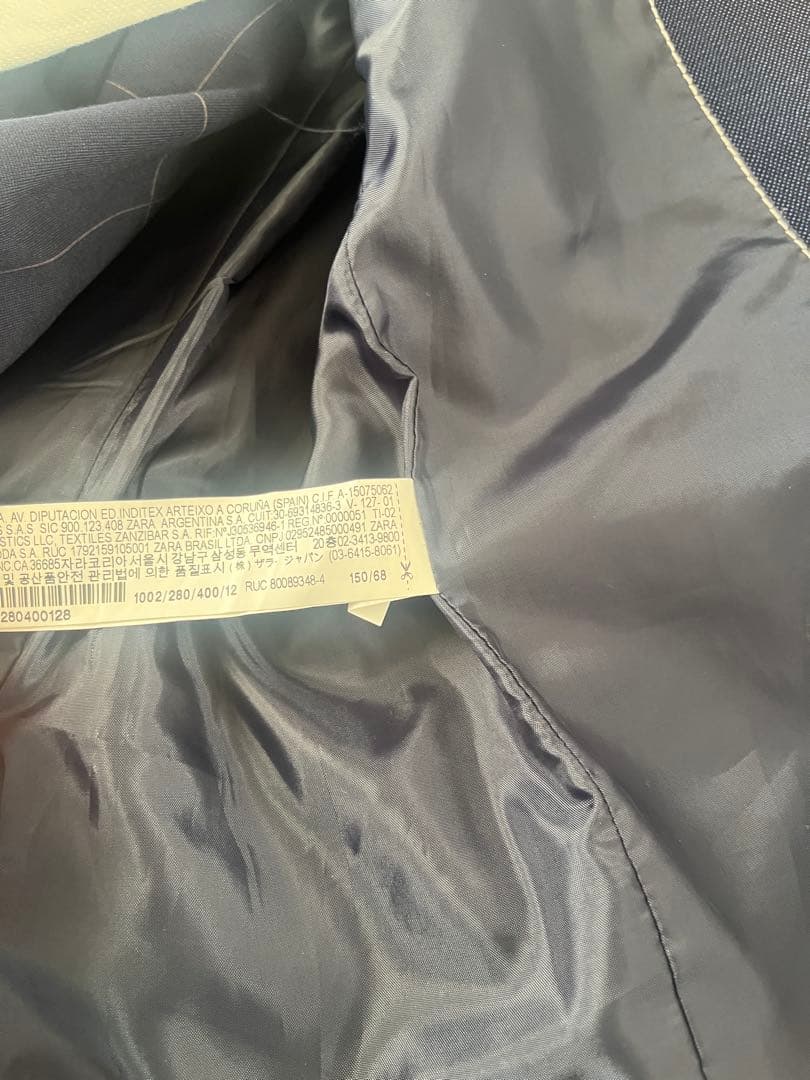 A. AV. DIPUTACION ED INDITEX ARTEIXO A CORUÑA (SPAIN) C.I.F. A-15075062
S S.A.S. SIC 900.123.408 ZARA, ARGENTINA S.A. CUIT:30-69314836-3 V- 127- 01
STICS LLC, TEXTILES ZANZIBAR S.A. RIF:NºJ30636946-1 REG Nº 0000051 TI-02
ODA S.A. RUC 1792159105001 ZARA BRASIL LTDA. CNPJ 02952485000491 ZARA
NC.CA 36685자라코리아서울시 강남구 삼성동 무역센터 20층 02-3413-9800
및 공산품안전 관리법에 의한 품질표시 (株) ザラ・ジャパン (03-6415-8061)
1002/280/400/12 RUC 80089348-4 150/68
280400128